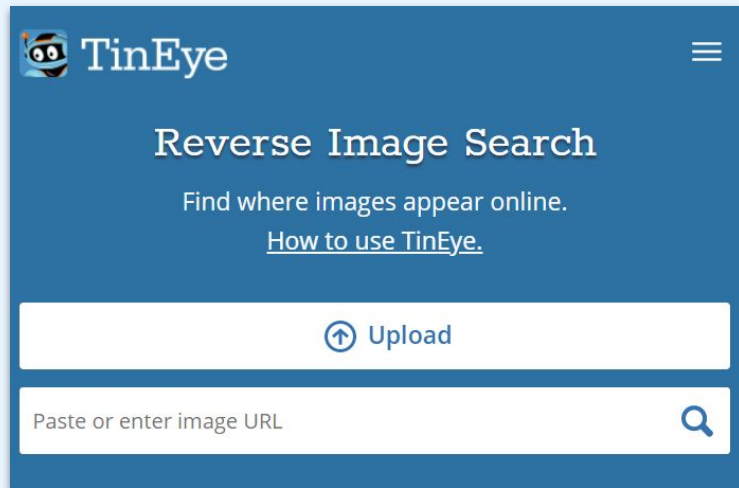 TinEye
Reverse Image Search
Find where images appear online.
How to use TinEye.
Upload
Paste or enter image URL